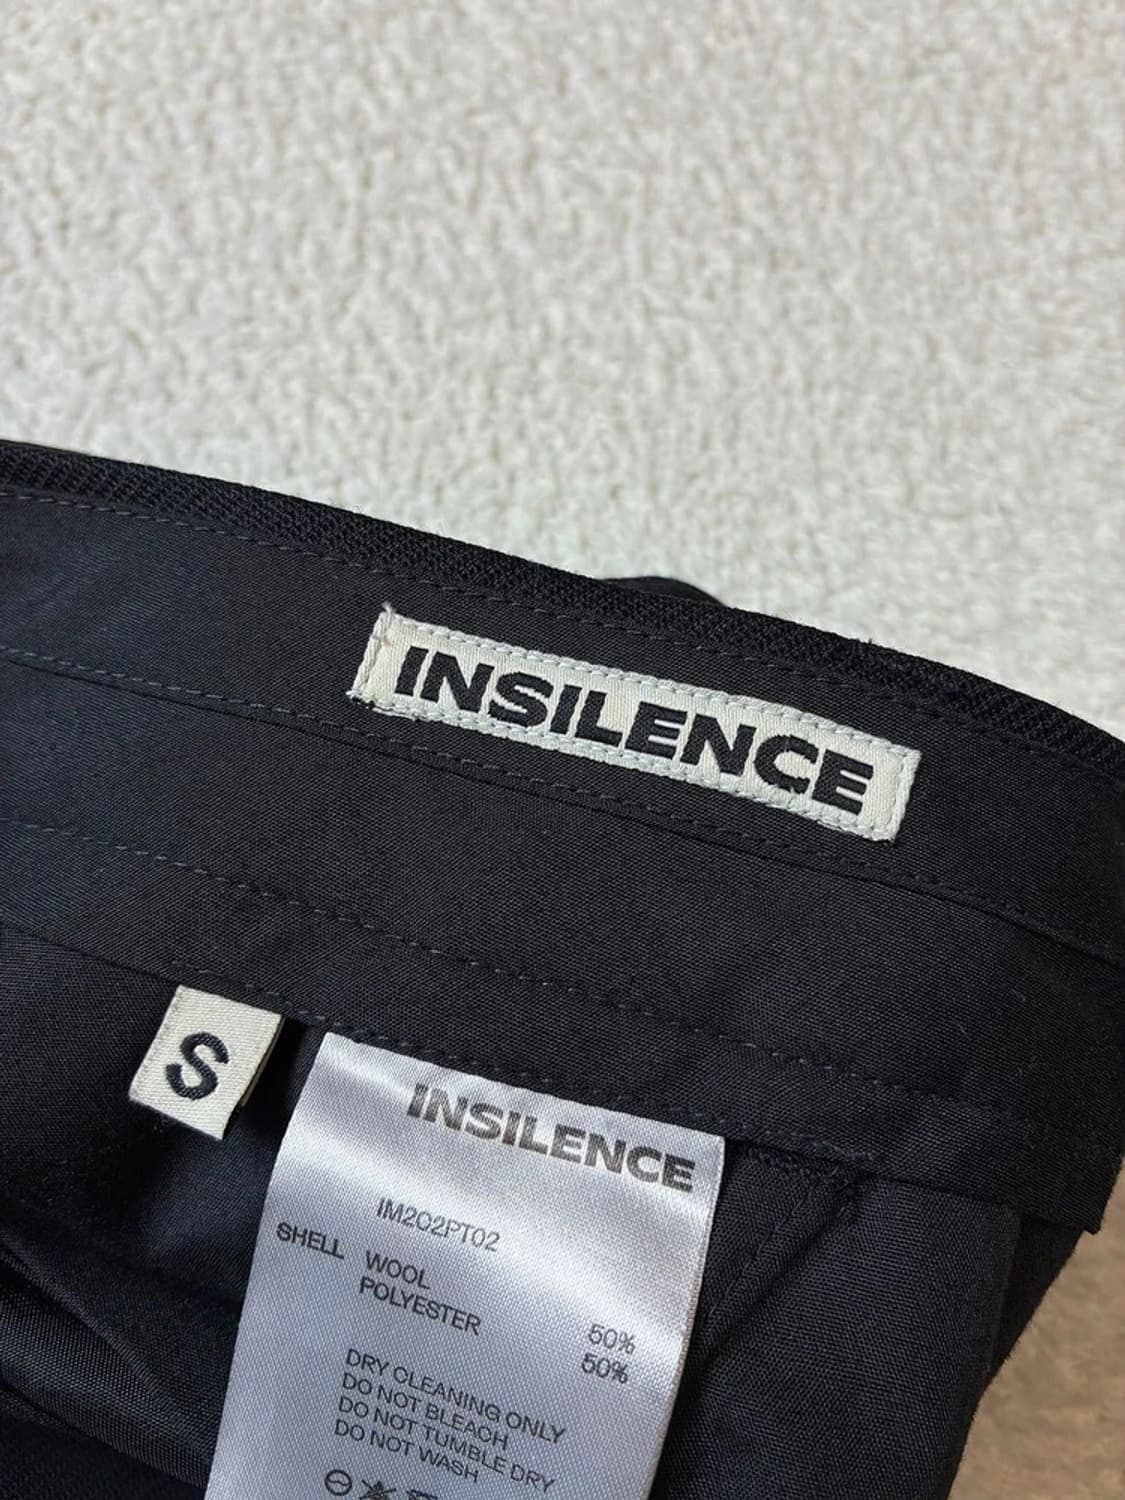 INSILENCE
S
INSILENCE
IM202PT02
SHELL WOOL 50%
POLYESTER 50%
DRY CLEANING ONLY
DO NOT BLEACH
DO NOT TUMBLE DRY
DO NOT WASH